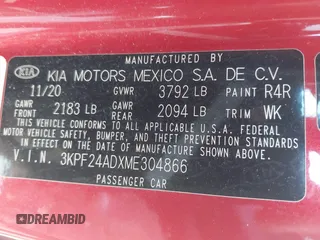 MANUFACTURED BY
KIA KIA MOTORS MEXICO S.A. DE C.V.
11/20 GVWR 3792 LB PAINT R4R
GAWR FRONT 2183 LB GAWR REAR 2094 LB TRIM WK
THIS VEHICLE CONFORMS TO ALL APPLICABLE FEDERAL
MOTOR VEHICLE SAFETY, BUMPER, AND THEFT PREVENTION STANDARDS
IN EFFECT ON THE DATE OF MANUFACTURE SHOWN ABOVE.
V.I.N. 3KPF24ADXME304866
PASSENGER CAR
DREAMBID